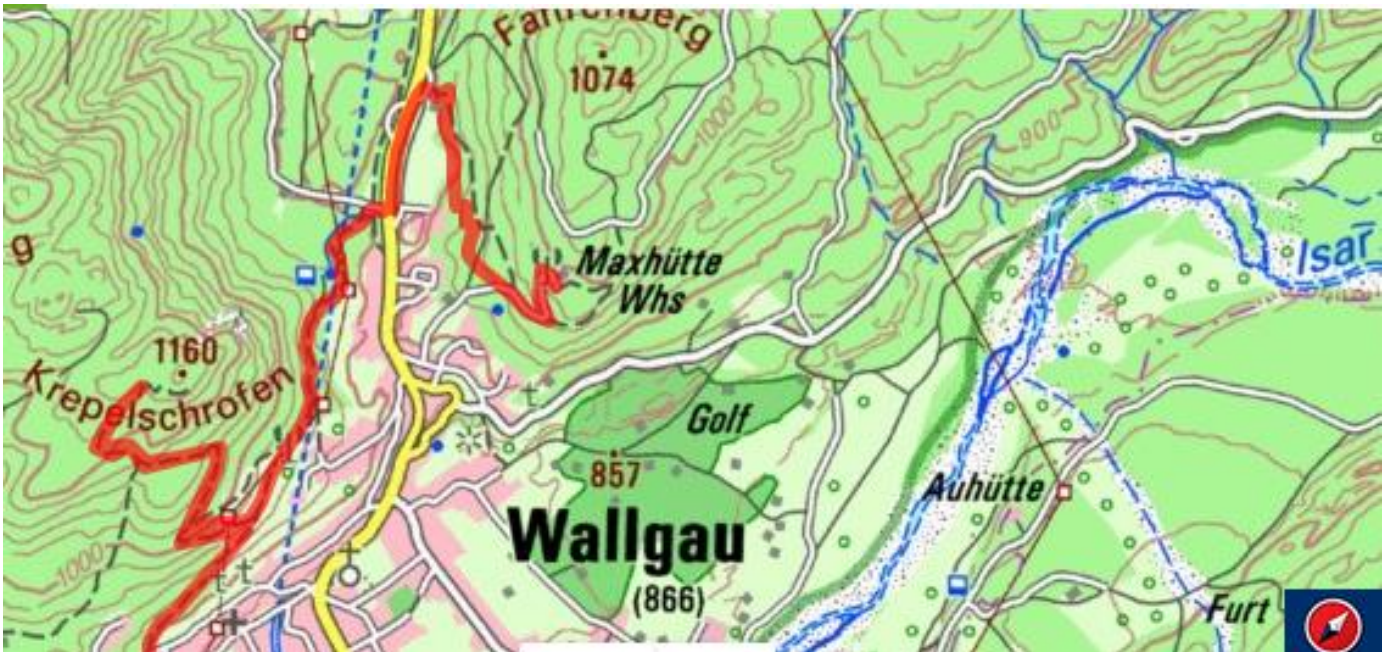 Fahrenberg
1074
1000
900
g
Maxhütte
Whs
Isar
1160
Krepelschrofen
Golf
857
Auhütte
Wallgau
(866)
1000
Furt